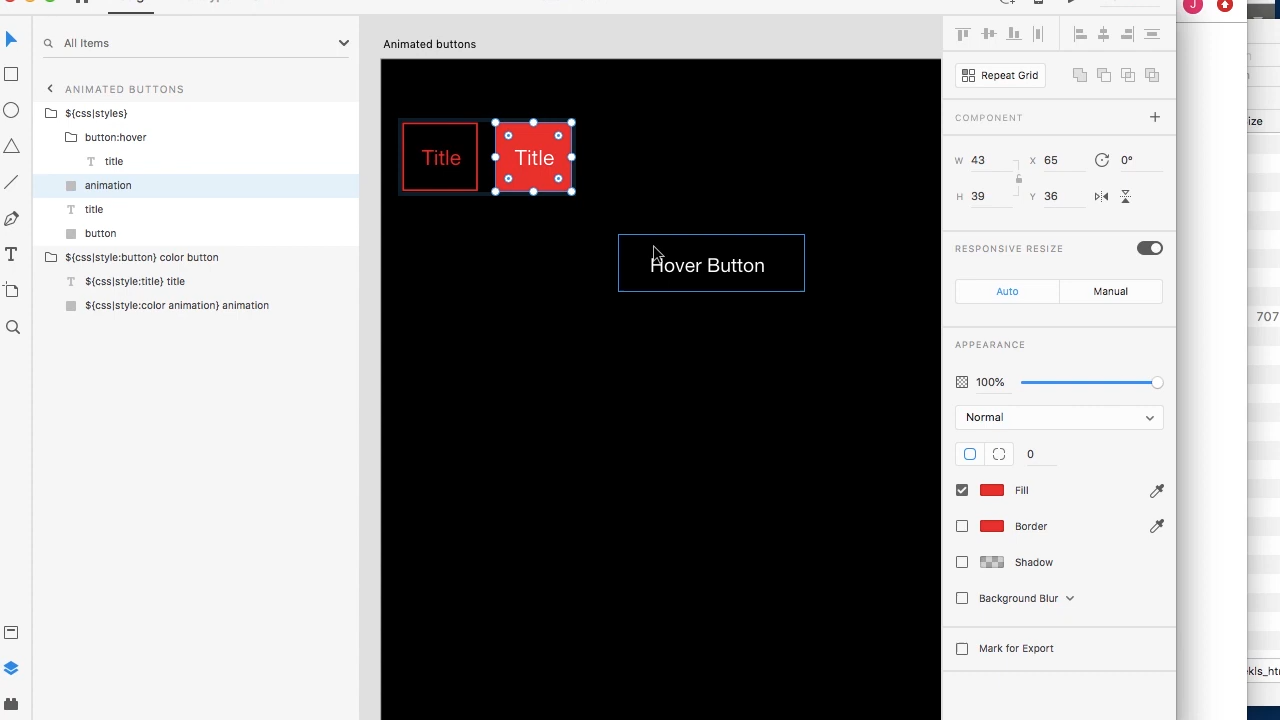 J
All Items
Animated buttons
Repeat Grid
ANIMATED BUTTONS
COMPONENT
ize
${css|styles}
button:hover
title
Title
Title
W 43
X 65
0°
animation
H 39
Y 36
title
button
RESPONSIVE RESIZE
${css|style:button} color button
Hover Button
${css|style:title} title
Auto
Manual
${css|style:color animation} animation
707
APPEARANCE
100%
Normal
0
Fill
Border
Shadow
Background Blur
Mark for Export
kls_htm